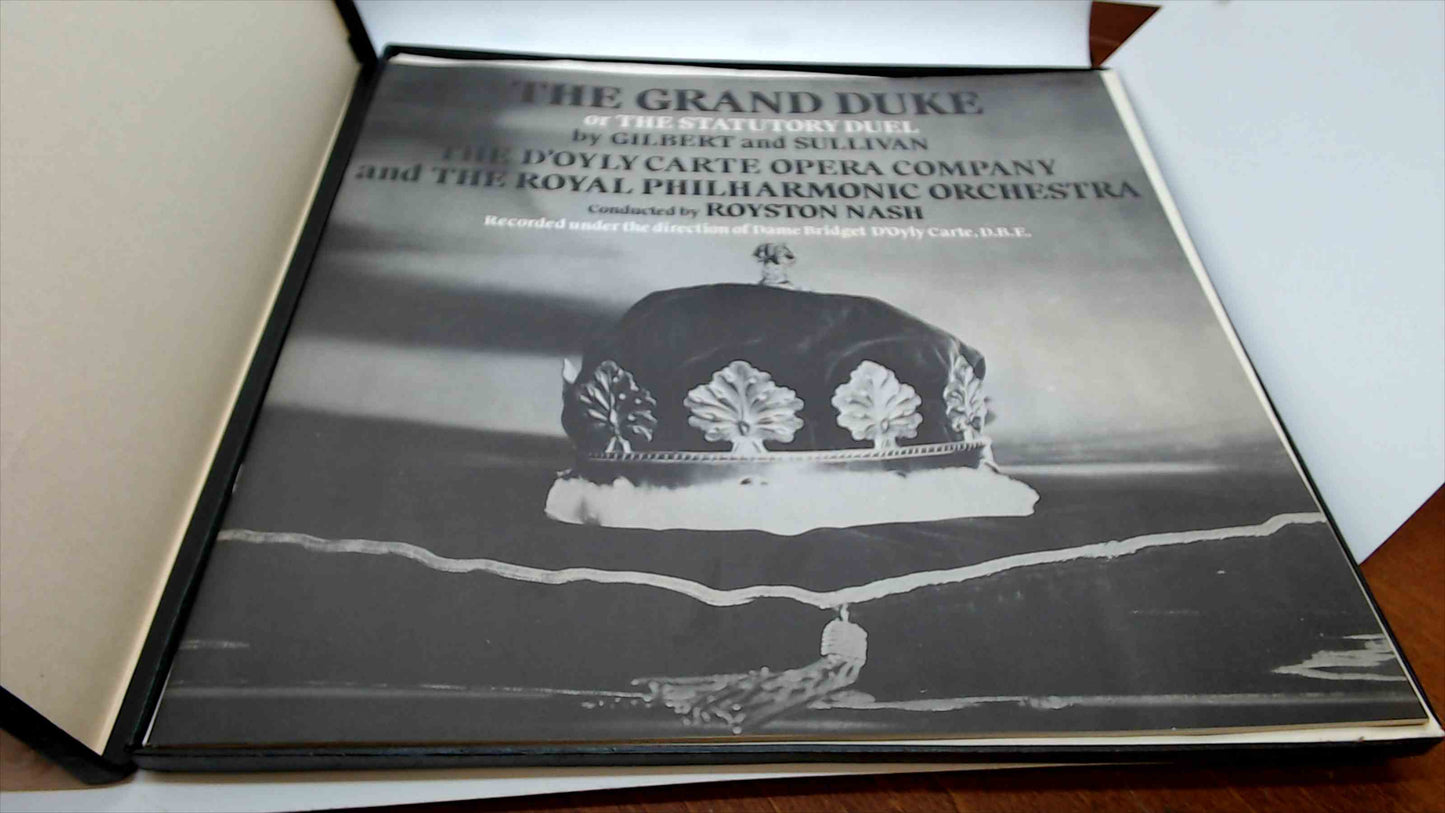 THE GRAND DUKE
or THE STATUTORY DUEL
by GILBERT and SULLIVAN
THE D'OYLY CARTE OPERA COMPANY
and THE ROYAL PHILHARMONIC ORCHESTRA
Conducted by ROYSTON NASH
Recorded under the direction of Dame Bridget D'Oyly Carte, D.B.E.